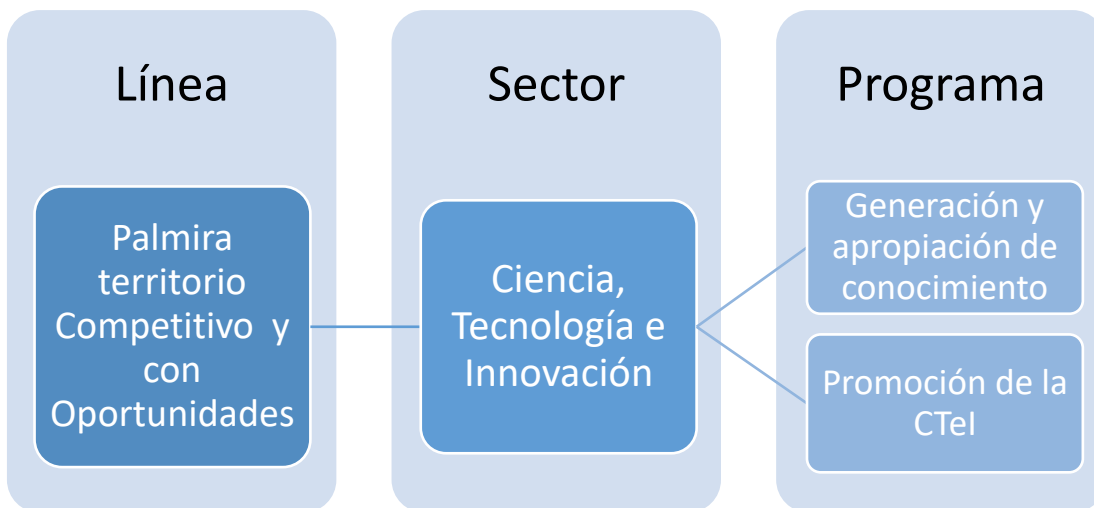 Línea
Palmira
territorio
Competitivo y
con
Oportunidades
Sector
Ciencia,
Tecnología e
Innovación
Programa
Generación y
apropiación de
conocimiento
Promoción de la
CTeI